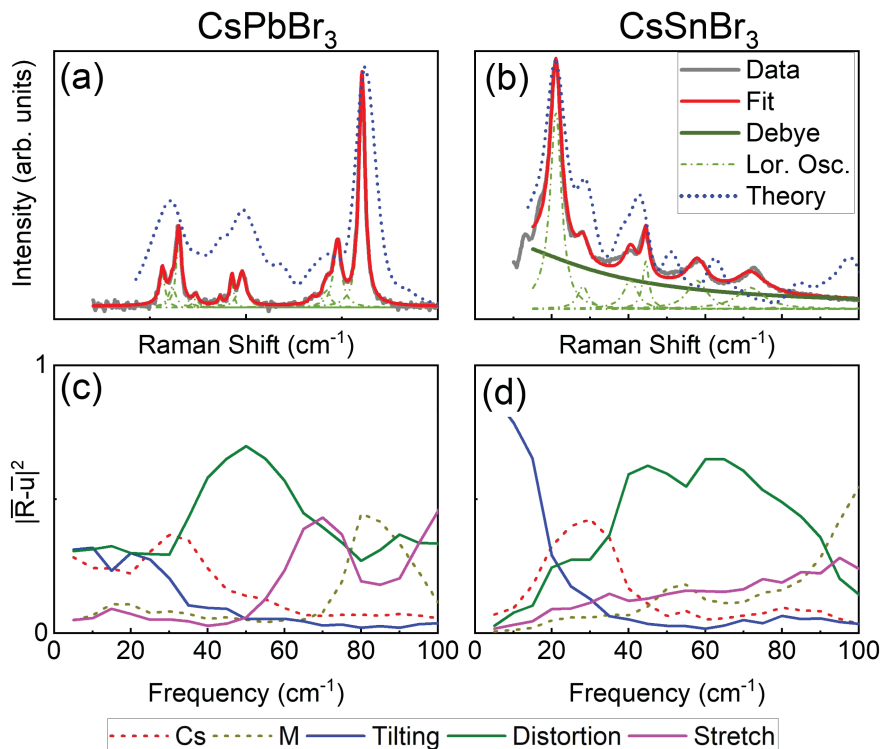 CsPbBr3
CsSnBr3
(a)
(b)
Data
Fit
Debye
Lor. Osc.
Theory
Intensity (arb. units)
Raman Shift (cm-1)
Raman Shift (cm-1)
1
(c)
(d)
|R̅-u̅|2
0
20
40
60
80
100
20
40
60
80
100
Frequency (cm-1)
Frequency (cm-1)
Cs
M
Tilting
Distortion
Stretch